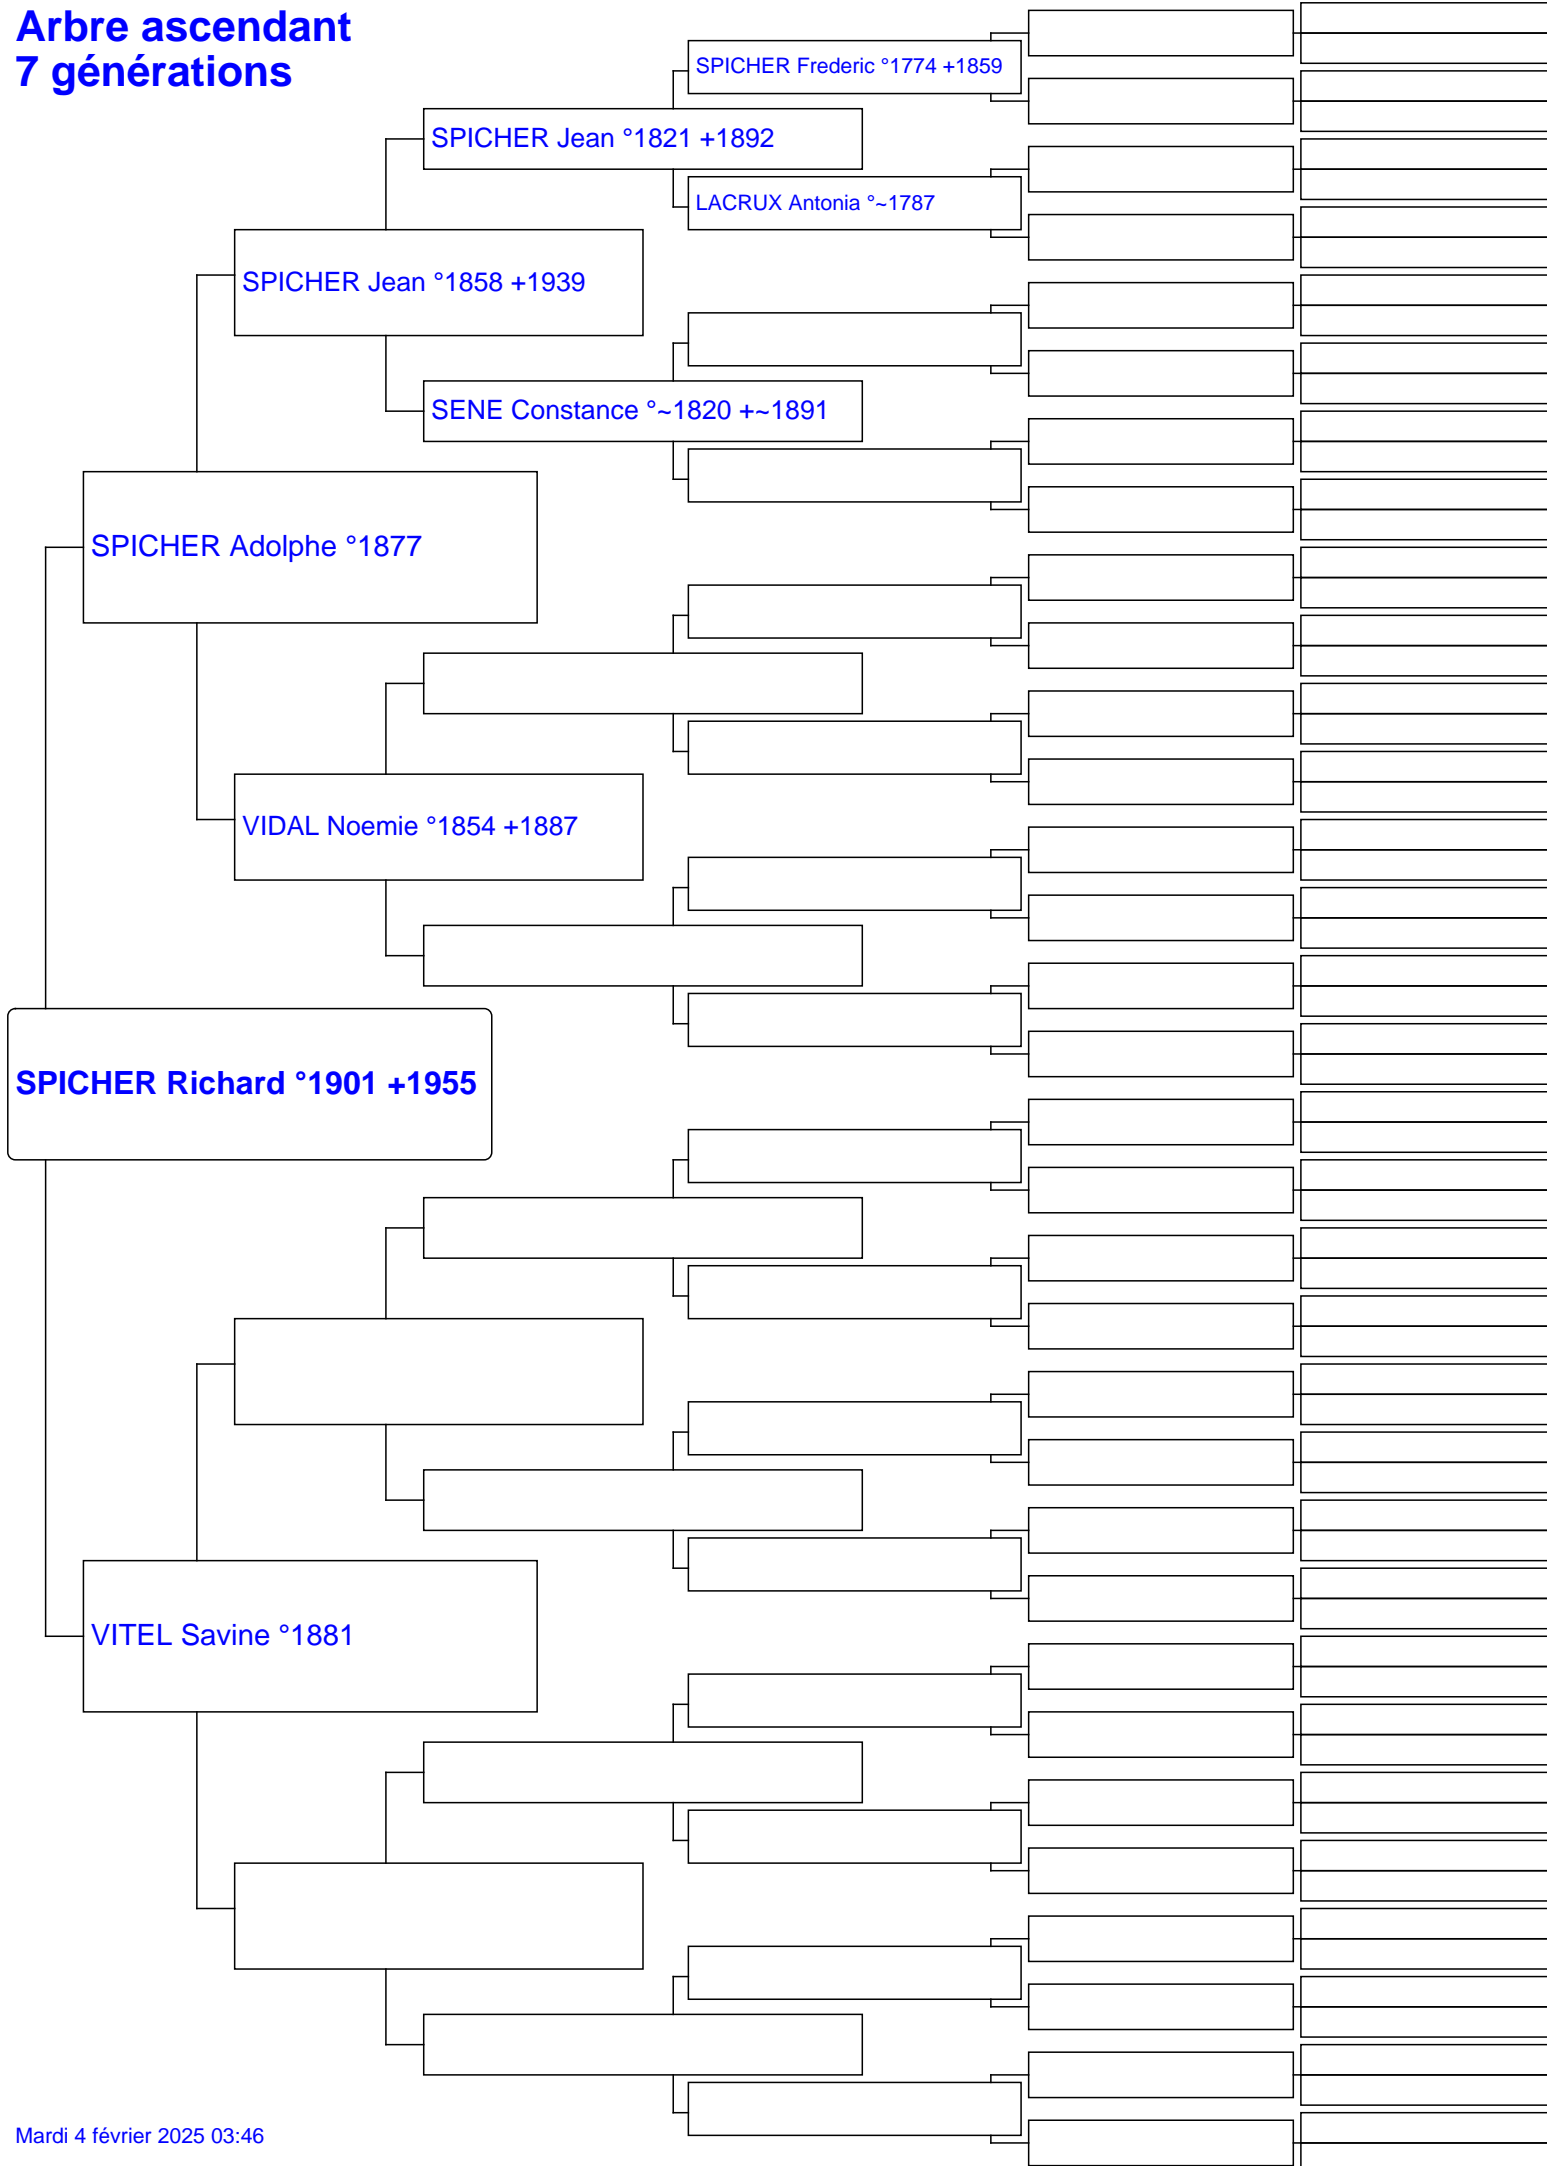 Arbre ascendant
7 générations
SPICHER Frederic °1774 +1859
SPICHER Jean °1821 +1892
LACRUX Antonia °~1787
SPICHER Jean °1858 +1939
SENE Constance °~1820 +~1891
SPICHER Adolphe °1877
VIDAL Noemie °1854 +1887
SPICHER Richard °1901 +1955
VITEL Savine °1881
Mardi 4 février 2025 03:46